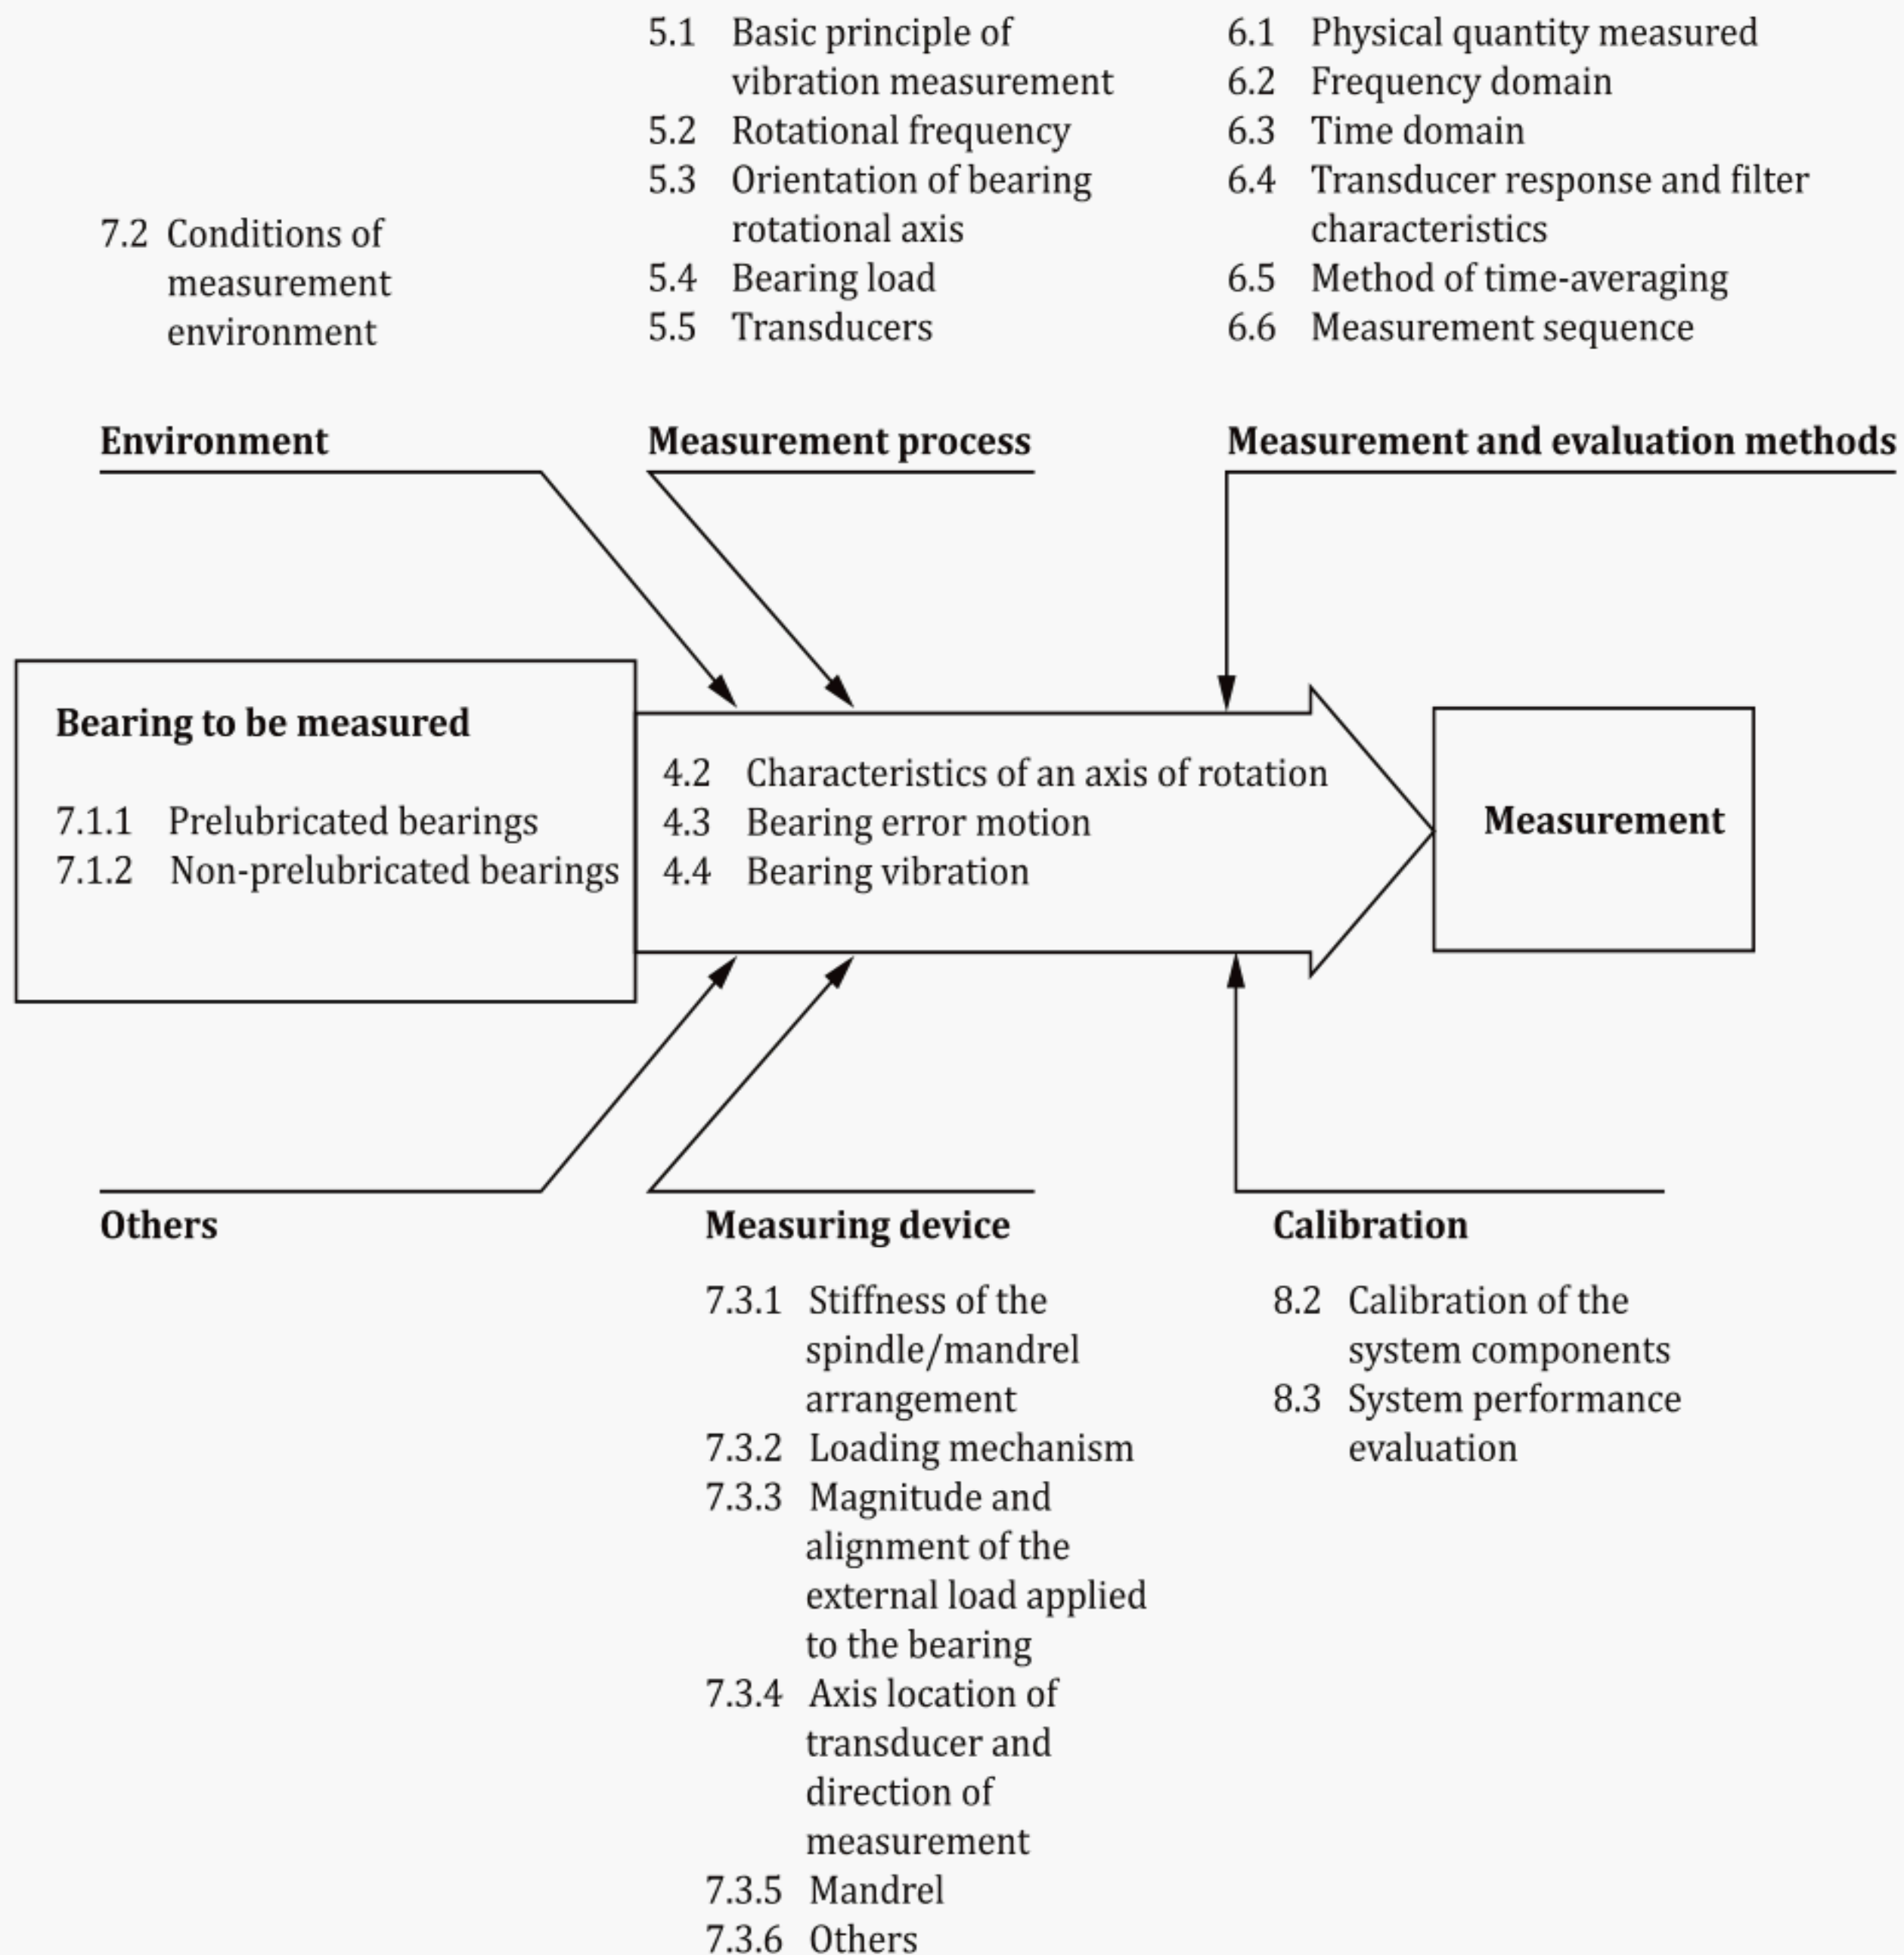 5.1 Basic principle of
vibration measurement
5.2 Rotational frequency
5.3 Orientation of bearing
rotational axis
5.4 Bearing load
5.5 Transducers
6.1 Physical quantity measured
6.2 Frequency domain
6.3 Time domain
6.4 Transducer response and filter
characteristics
6.5 Method of time-averaging
6.6 Measurement sequence
7.2 Conditions of
measurement
environment
Environment
Measurement process
Measurement and evaluation methods
Bearing to be measured
7.1.1 Prelubricated bearings
7.1.2 Non-prelubricated bearings
4.2 Characteristics of an axis of rotation
4.3 Bearing error motion
4.4 Bearing vibration
Measurement
Others
Measuring device
7.3.1 Stiffness of the
spindle/mandrel
arrangement
7.3.2 Loading mechanism
7.3.3 Magnitude and
alignment of the
external load applied
to the bearing
7.3.4 Axis location of
transducer and
direction of
measurement
7.3.5 Mandrel
7.3.6 Others
Calibration
8.2 Calibration of the
system components
8.3 System performance
evaluation